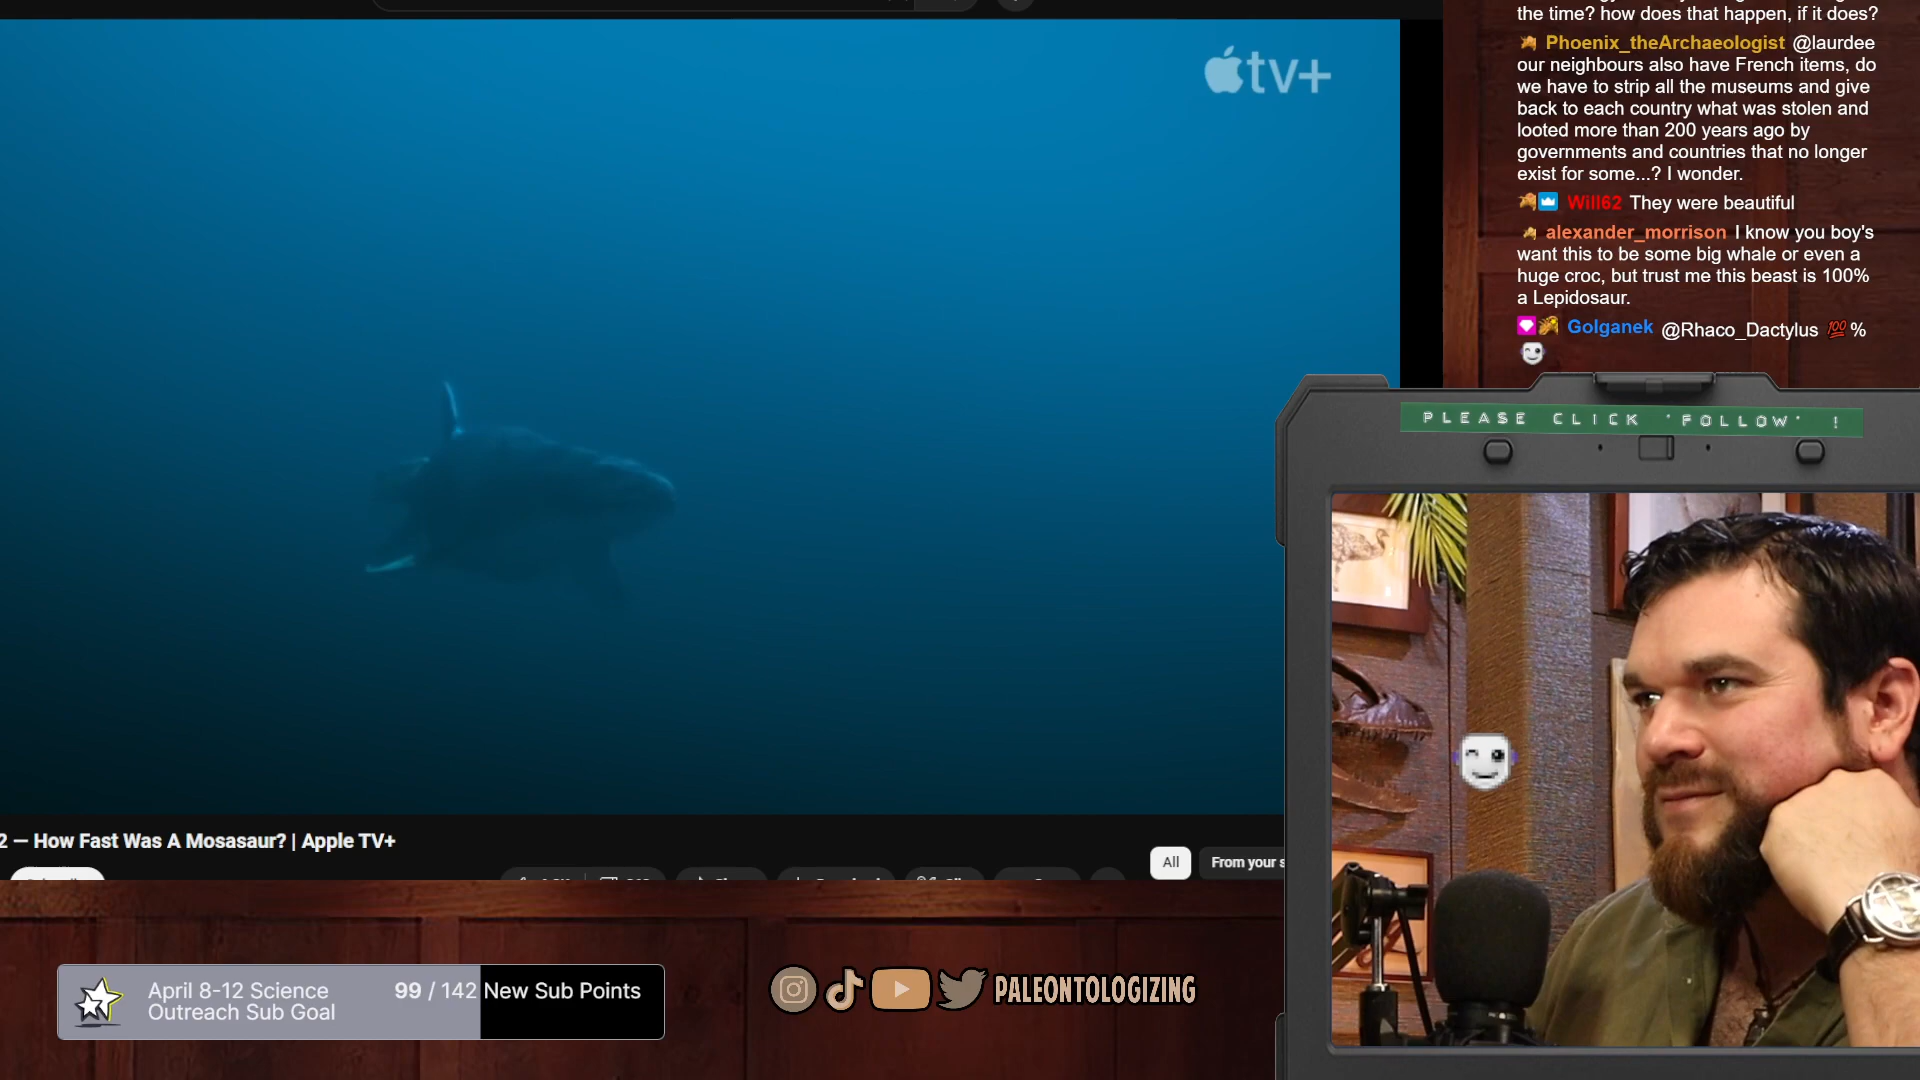 the time? how does that happen, if it does?
Phoenix_theArchaeologist @laurdee
our neighbours also have French items, do
we have to strip all the museums and give
back to each country what was stolen and
looted more than 200 years ago by
governments and countries that no longer
exist for some...? I wonder.
Will62 They were beautiful
alexander_morrison I know you boy's
want this to be some big whale or even a
huge croc, but trust me this beast is 100%
a Lepidosaur.
Golganek @Rhaco_Dactylus 💯 %
tv+
PLEASE CLICK "FOLLOW" !
2 — How Fast Was A Mosasaur? | Apple TV+
All
From your s
April 8-12 Science
Outreach Sub Goal
99 / 142 New Sub Points
PALEONTOLOGIZING